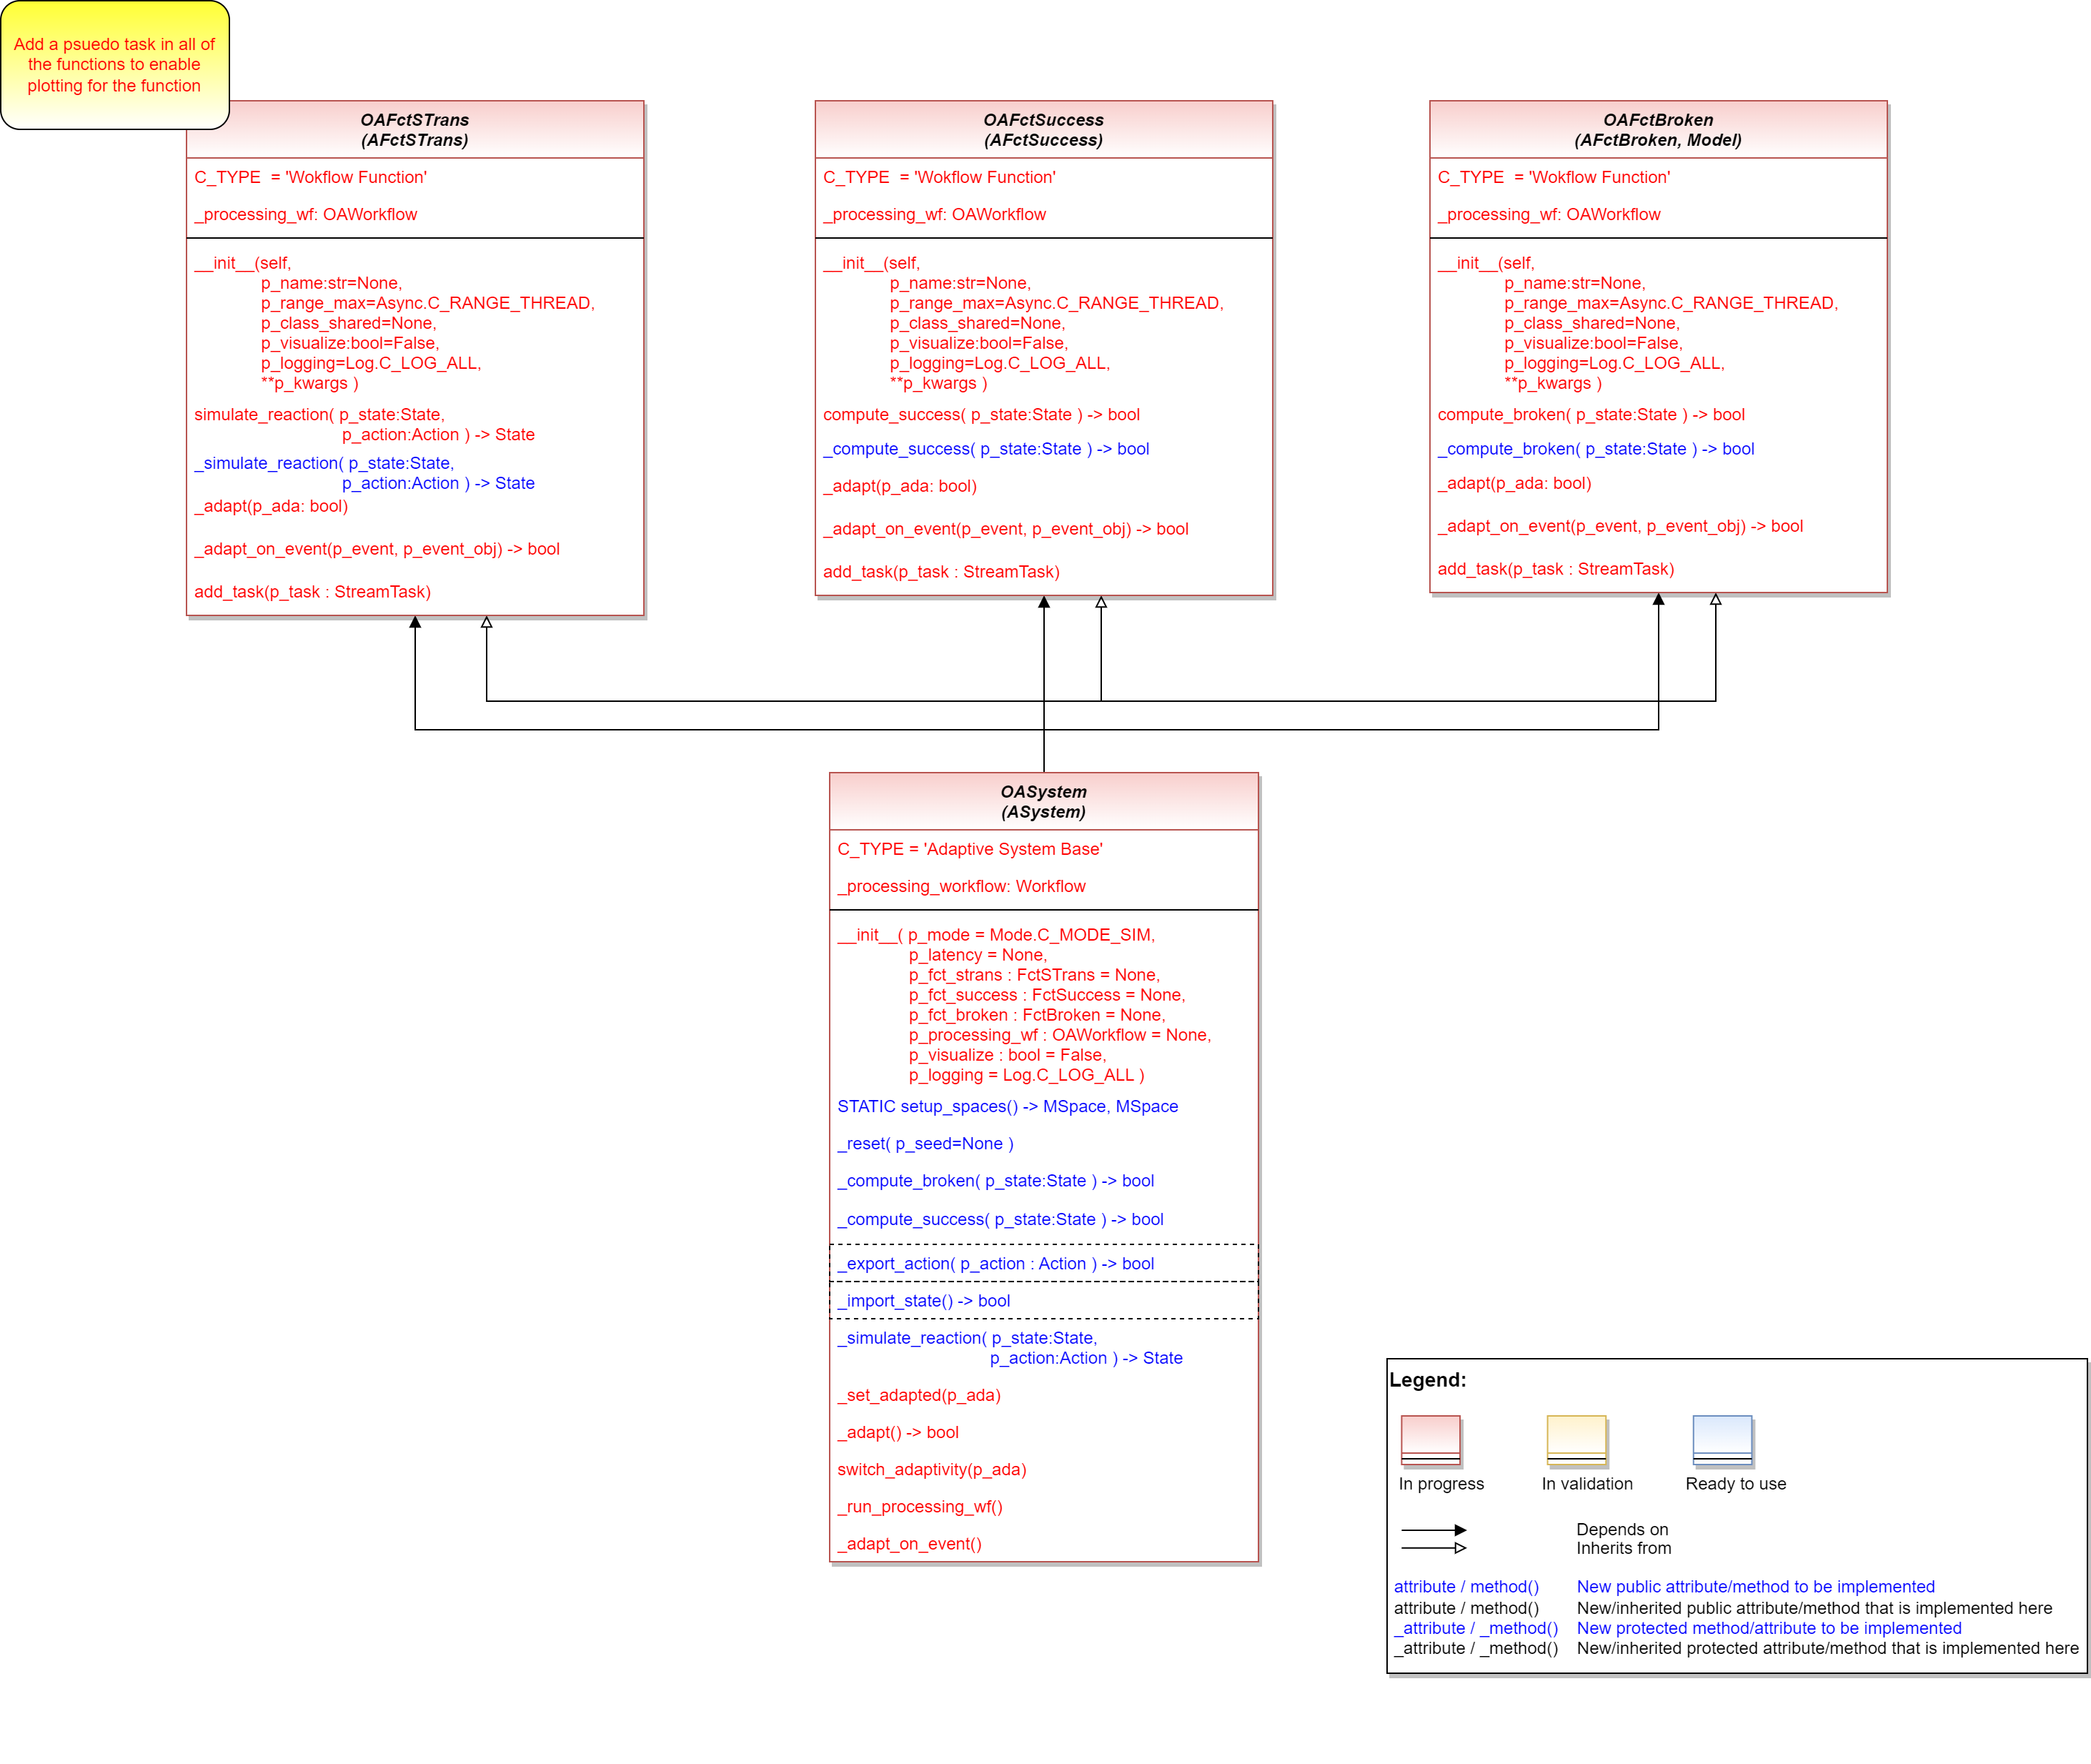 Add a psuedo task in all of
the functions to enable
plotting for the function
OAFctSTrans
(AFctSTrans)
C_TYPE  = 'Wokflow Function'
_processing_wf: OAWorkflow
__init__(self,
p_name:str=None,
p_range_max=Async.C_RANGE_THREAD,
p_class_shared=None,
p_visualize:bool=False,
p_logging=Log.C_LOG_ALL,
**p_kwargs )
simulate_reaction( p_state:State,
p_action:Action ) -> State
_simulate_reaction( p_state:State,
p_action:Action ) -> State
_adapt(p_ada: bool)
_adapt_on_event(p_event, p_event_obj) -> bool
add_task(p_task : StreamTask)
OAFctSuccess
(AFctSuccess)
C_TYPE  = 'Wokflow Function'
_processing_wf: OAWorkflow
__init__(self,
p_name:str=None,
p_range_max=Async.C_RANGE_THREAD,
p_class_shared=None,
p_visualize:bool=False,
p_logging=Log.C_LOG_ALL,
**p_kwargs )
compute_success( p_state:State ) -> bool
_compute_success( p_state:State ) -> bool
_adapt(p_ada: bool)
_adapt_on_event(p_event, p_event_obj) -> bool
add_task(p_task : StreamTask)
OAFctBroken
(AFctBroken, Model)
C_TYPE  = 'Wokflow Function'
_processing_wf: OAWorkflow
__init__(self,
p_name:str=None,
p_range_max=Async.C_RANGE_THREAD,
p_class_shared=None,
p_visualize:bool=False,
p_logging=Log.C_LOG_ALL,
**p_kwargs )
compute_broken( p_state:State ) -> bool
_compute_broken( p_state:State ) -> bool
_adapt(p_ada: bool)
_adapt_on_event(p_event, p_event_obj) -> bool
add_task(p_task : StreamTask)
OASystem
(ASystem)
C_TYPE = 'Adaptive System Base'
_processing_workflow: Workflow
__init__( p_mode = Mode.C_MODE_SIM,
p_latency = None,
p_fct_strans : FctSTrans = None,
p_fct_success : FctSuccess = None,
p_fct_broken : FctBroken = None,
p_processing_wf : OAWorkflow = None,
p_visualize : bool = False,
p_logging = Log.C_LOG_ALL )
STATIC setup_spaces() -> MSpace, MSpace
_reset( p_seed=None )
_compute_broken( p_state:State ) -> bool
_compute_success( p_state:State ) -> bool
_export_action( p_action : Action ) -> bool
_import_state() -> bool
_simulate_reaction( p_state:State,
p_action:Action ) -> State
_set_adapted(p_ada)
_adapt() -> bool
switch_adaptivity(p_ada)
_run_processing_wf()
_adapt_on_event()
Legend:
In progress
In validation
Ready to use
Depends on
Inherits from
attribute / method() New public attribute/method to be implemented
attribute / method() New/inherited public attribute/method that is implemented here
_attribute / _method() New protected method/attribute to be implemented
_attribute / _method() New/inherited protected attribute/method that is implemented here